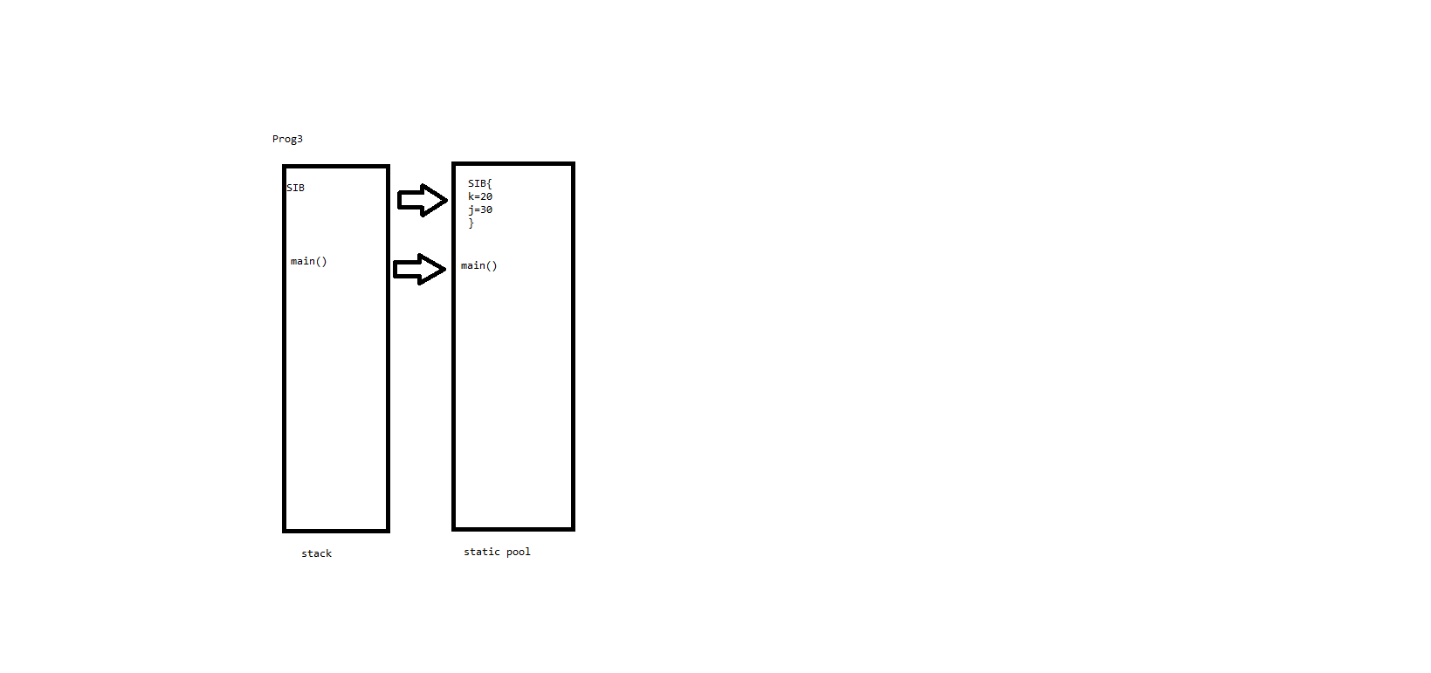 Prog3
SIB
main()
SIB{
k=20
j=30
}
main()
stack
static pool